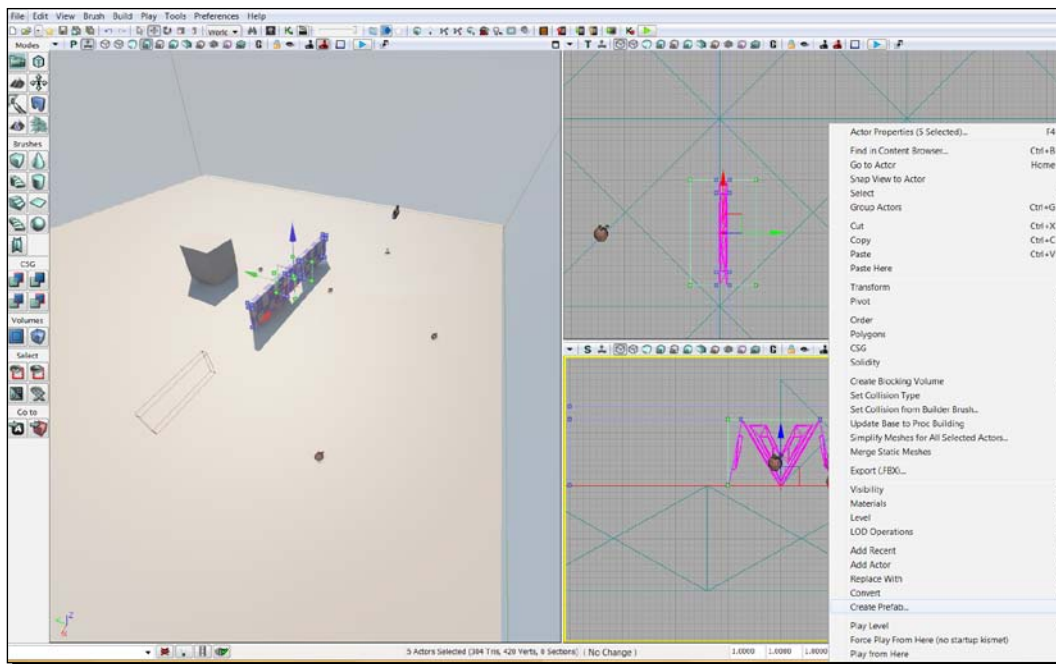 File Edit View Brush Build Play Tools Preferences Help
Modes
P
T
Brushes
CSG
Volumes
Select
Go to
S
Actor Properties (5 Selected)... F4
Find in Content Browser... Ctrl+B
Go to Actor Home
Snap View to Actor
Select
Group Actors Ctrl+G
Cut Ctrl+X
Copy Ctrl+C
Paste Ctrl+V
Paste Here
Transform
Pivot
Order
Polygons
CSG
Solidity
Create Blocking Volume
Set Collision Type
Set Collision from Builder Brush...
Update Base to Proc Building
Simplify Meshes for All Selected Actors...
Merge Static Meshes
Export (.FBX)...
Visibility
Materials
Level
LOD Operations
Add Recent
Add Actor
Replace With
Convert
Create Prefab...
Play Level
Force Play From Here (no startup kismet)
Play from Here
5 Actors Selected (304 Tris, 420 Verts, 8 Sections) ( No Change ) 1.0000 1.0000 1.0000